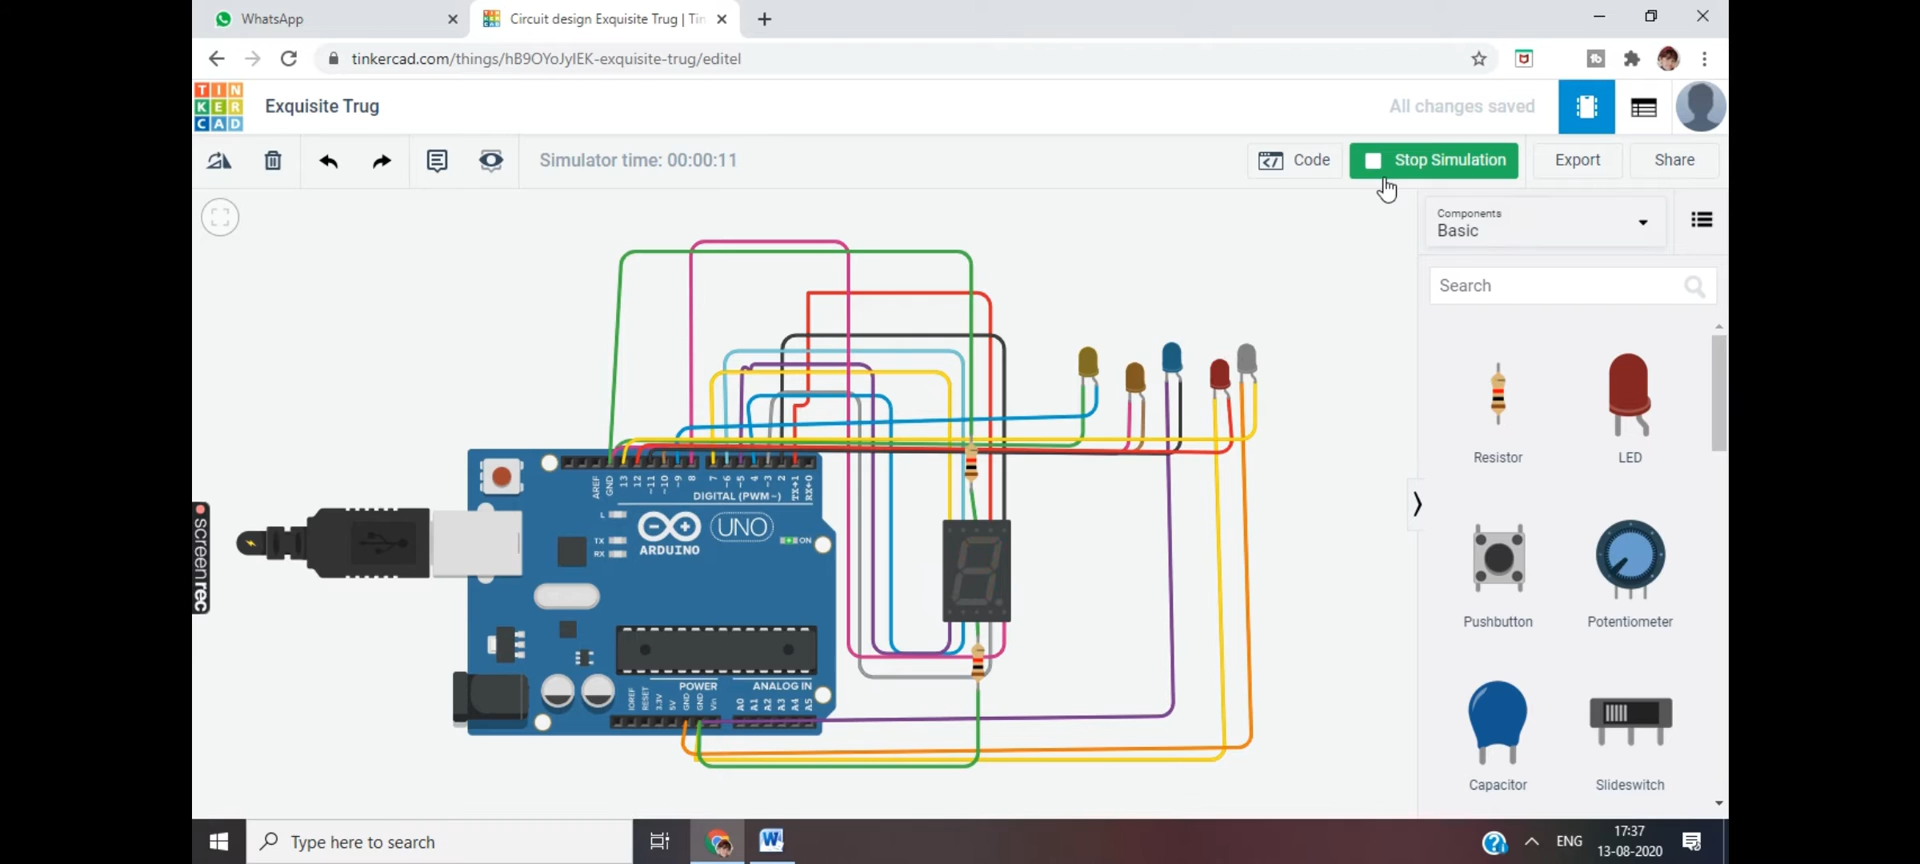 WhatsApp
Circuit design Exquisite Trug | Tin
tinkercad.com/things/hB9OYoJyIEK-exquisite-trug/editel
TIN
KER
CAD
Exquisite Trug
All changes saved
Simulator time: 00:00:11
Code
Stop Simulation
Export
Share
Components
Basic
Search
Resistor
LED
Pushbutton
Potentiometer
Capacitor
Slideswitch
AREF
GND
13
12
~11
~10
~9
8
7
~6
~5
4
~3
2
TX→1
RX←0
DIGITAL (PWM~)
L
TX
RX
UNO
ARDUINO
ON
POWER
ANALOG IN
IOREF
RESET
3.3V
5V
GND
GND
Vin
A0
A1
A2
A3
A4
A5
screenrec
Type here to search
ENG
17:37
13-08-2020